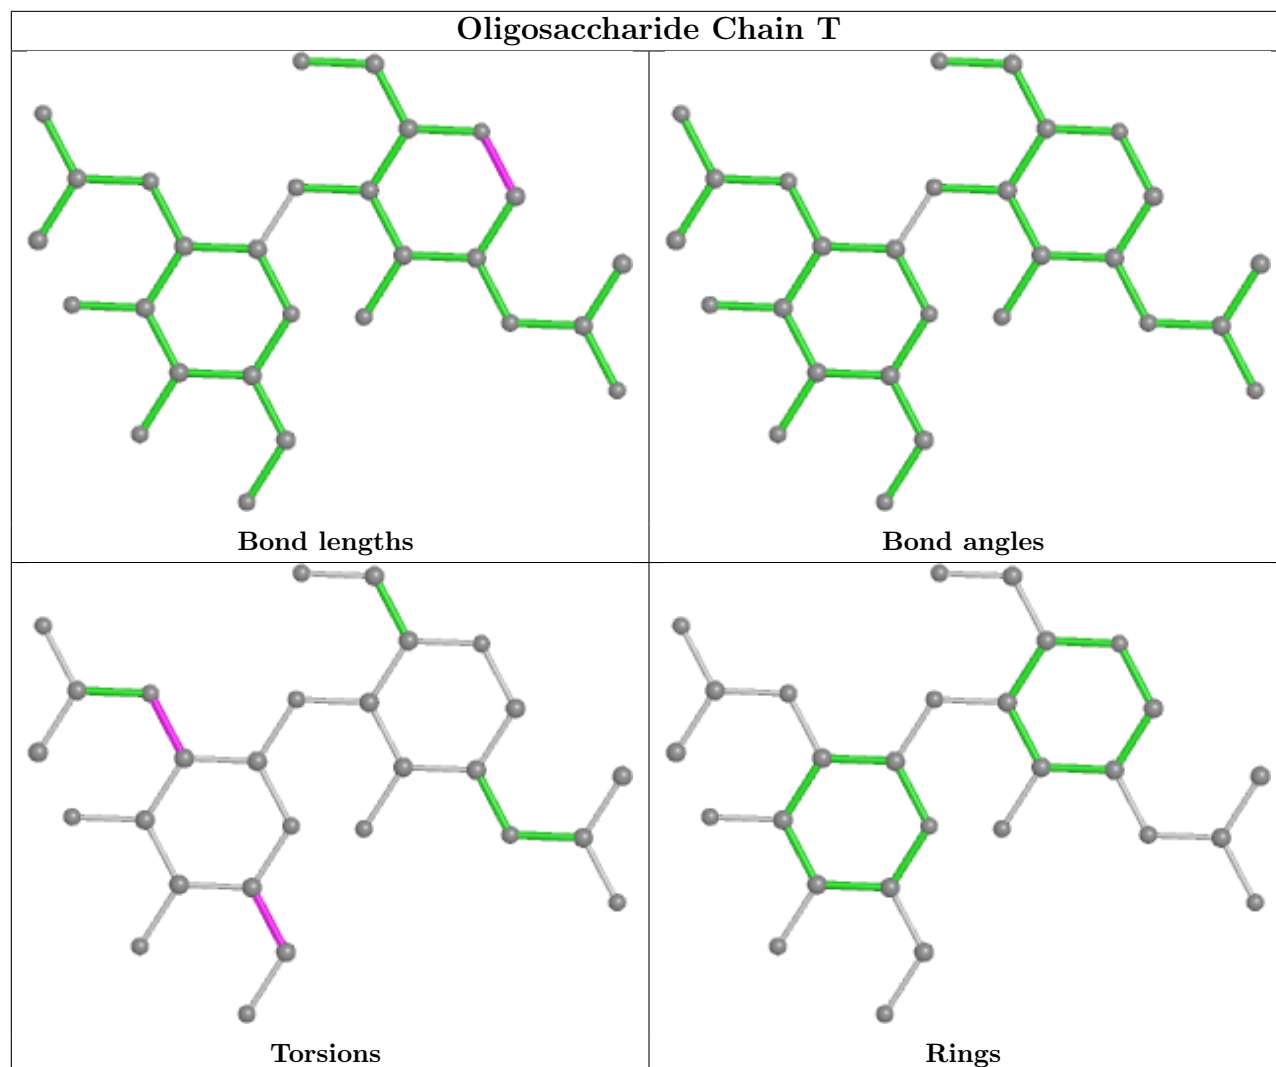 Oligosaccharide Chain T
Bond lengths
Bond angles
Torsions
Rings